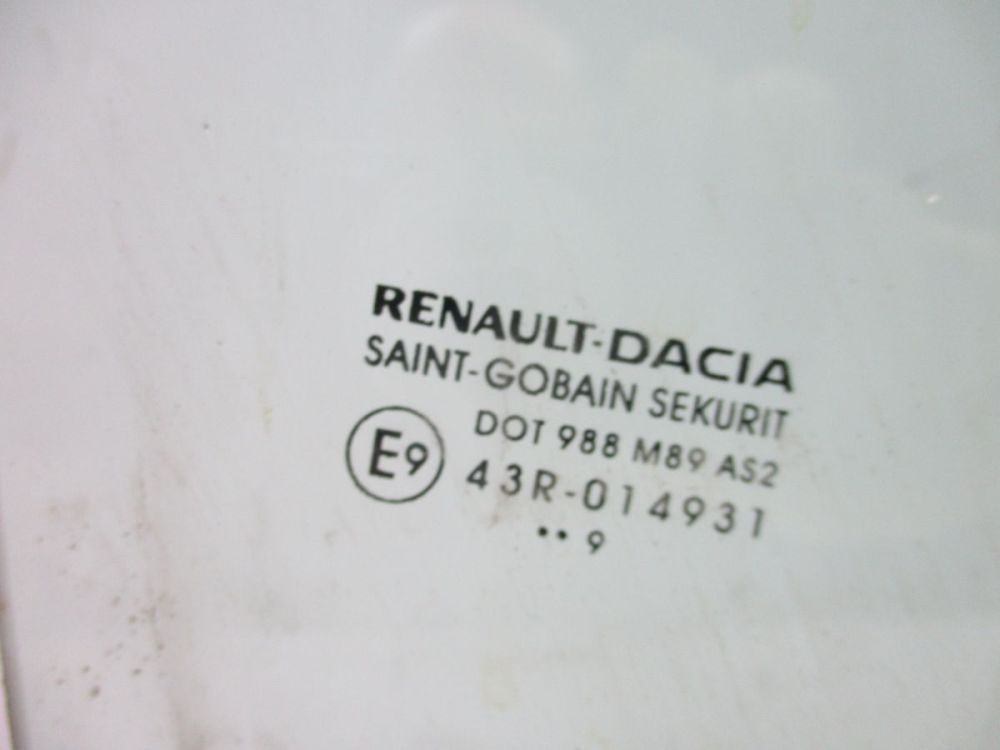 RENAULT-DACIA
SAINT-GOBAIN SEKURIT
DOT 988 M89 AS2
E9 43R-014931
•• 9